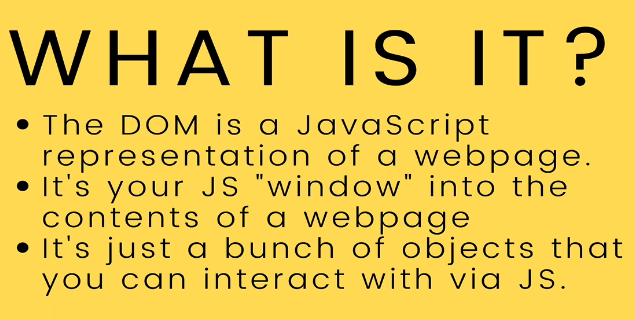 WHAT IS IT?
• The DOM is a JavaScript
representation of a webpage.
• It's your JS "window" into the
contents of a webpage
• It's just a bunch of objects that
you can interact with via JS.